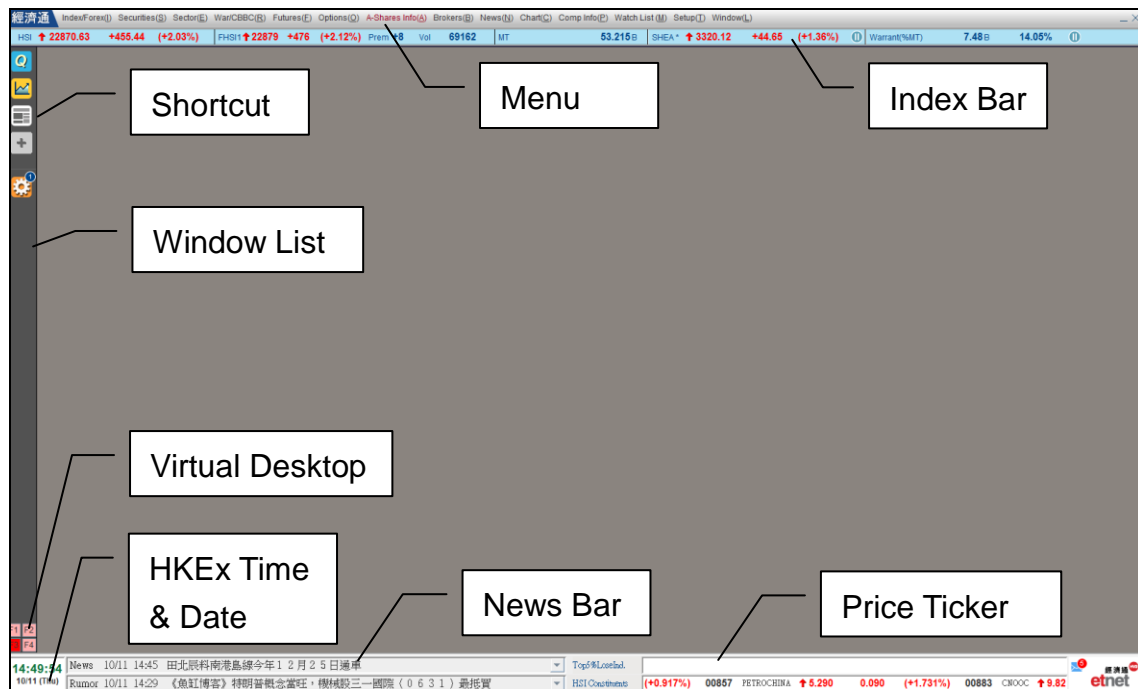 經濟通 Index/Forex(I) Securities(S) Sector(E) War/CBBC(R) Futures(F) Options(O) A-Shares Info(A) Brokers(B) News(N) Chart(C) Comp Info(P) Watch List(M) Setup(T) Window(L)
HSI 22870.63 +455.44 (+2.03%) FHSI1 22879 +476 (+2.12%) Prem +8 Vol 69162 MT 53.215B SHEA* 3320.12 +44.65 (+1.36%) Warrant(%MT) 7.48B 14.05%
Q
Shortcut
Menu
Index Bar
1
Window List
Virtual Desktop
HKEx Time
& Date
News Bar
Price Ticker
F1 F2
F4
14:49:54 News 10/11 14:45 田北辰料南港島線今年12月25日通車 Top5%LoseInd. 5 經濟通
10/11 (Thu) Rumor 10/11 14:29 《魚缸博客》特朗普概念當旺，機械設三一國際（0631）最抵買 HSI Constituents (+0.917%) 00857 PETROCHINA 5.290 0.090 (+1.731%) 00883 CNOOC 9.82 etnet